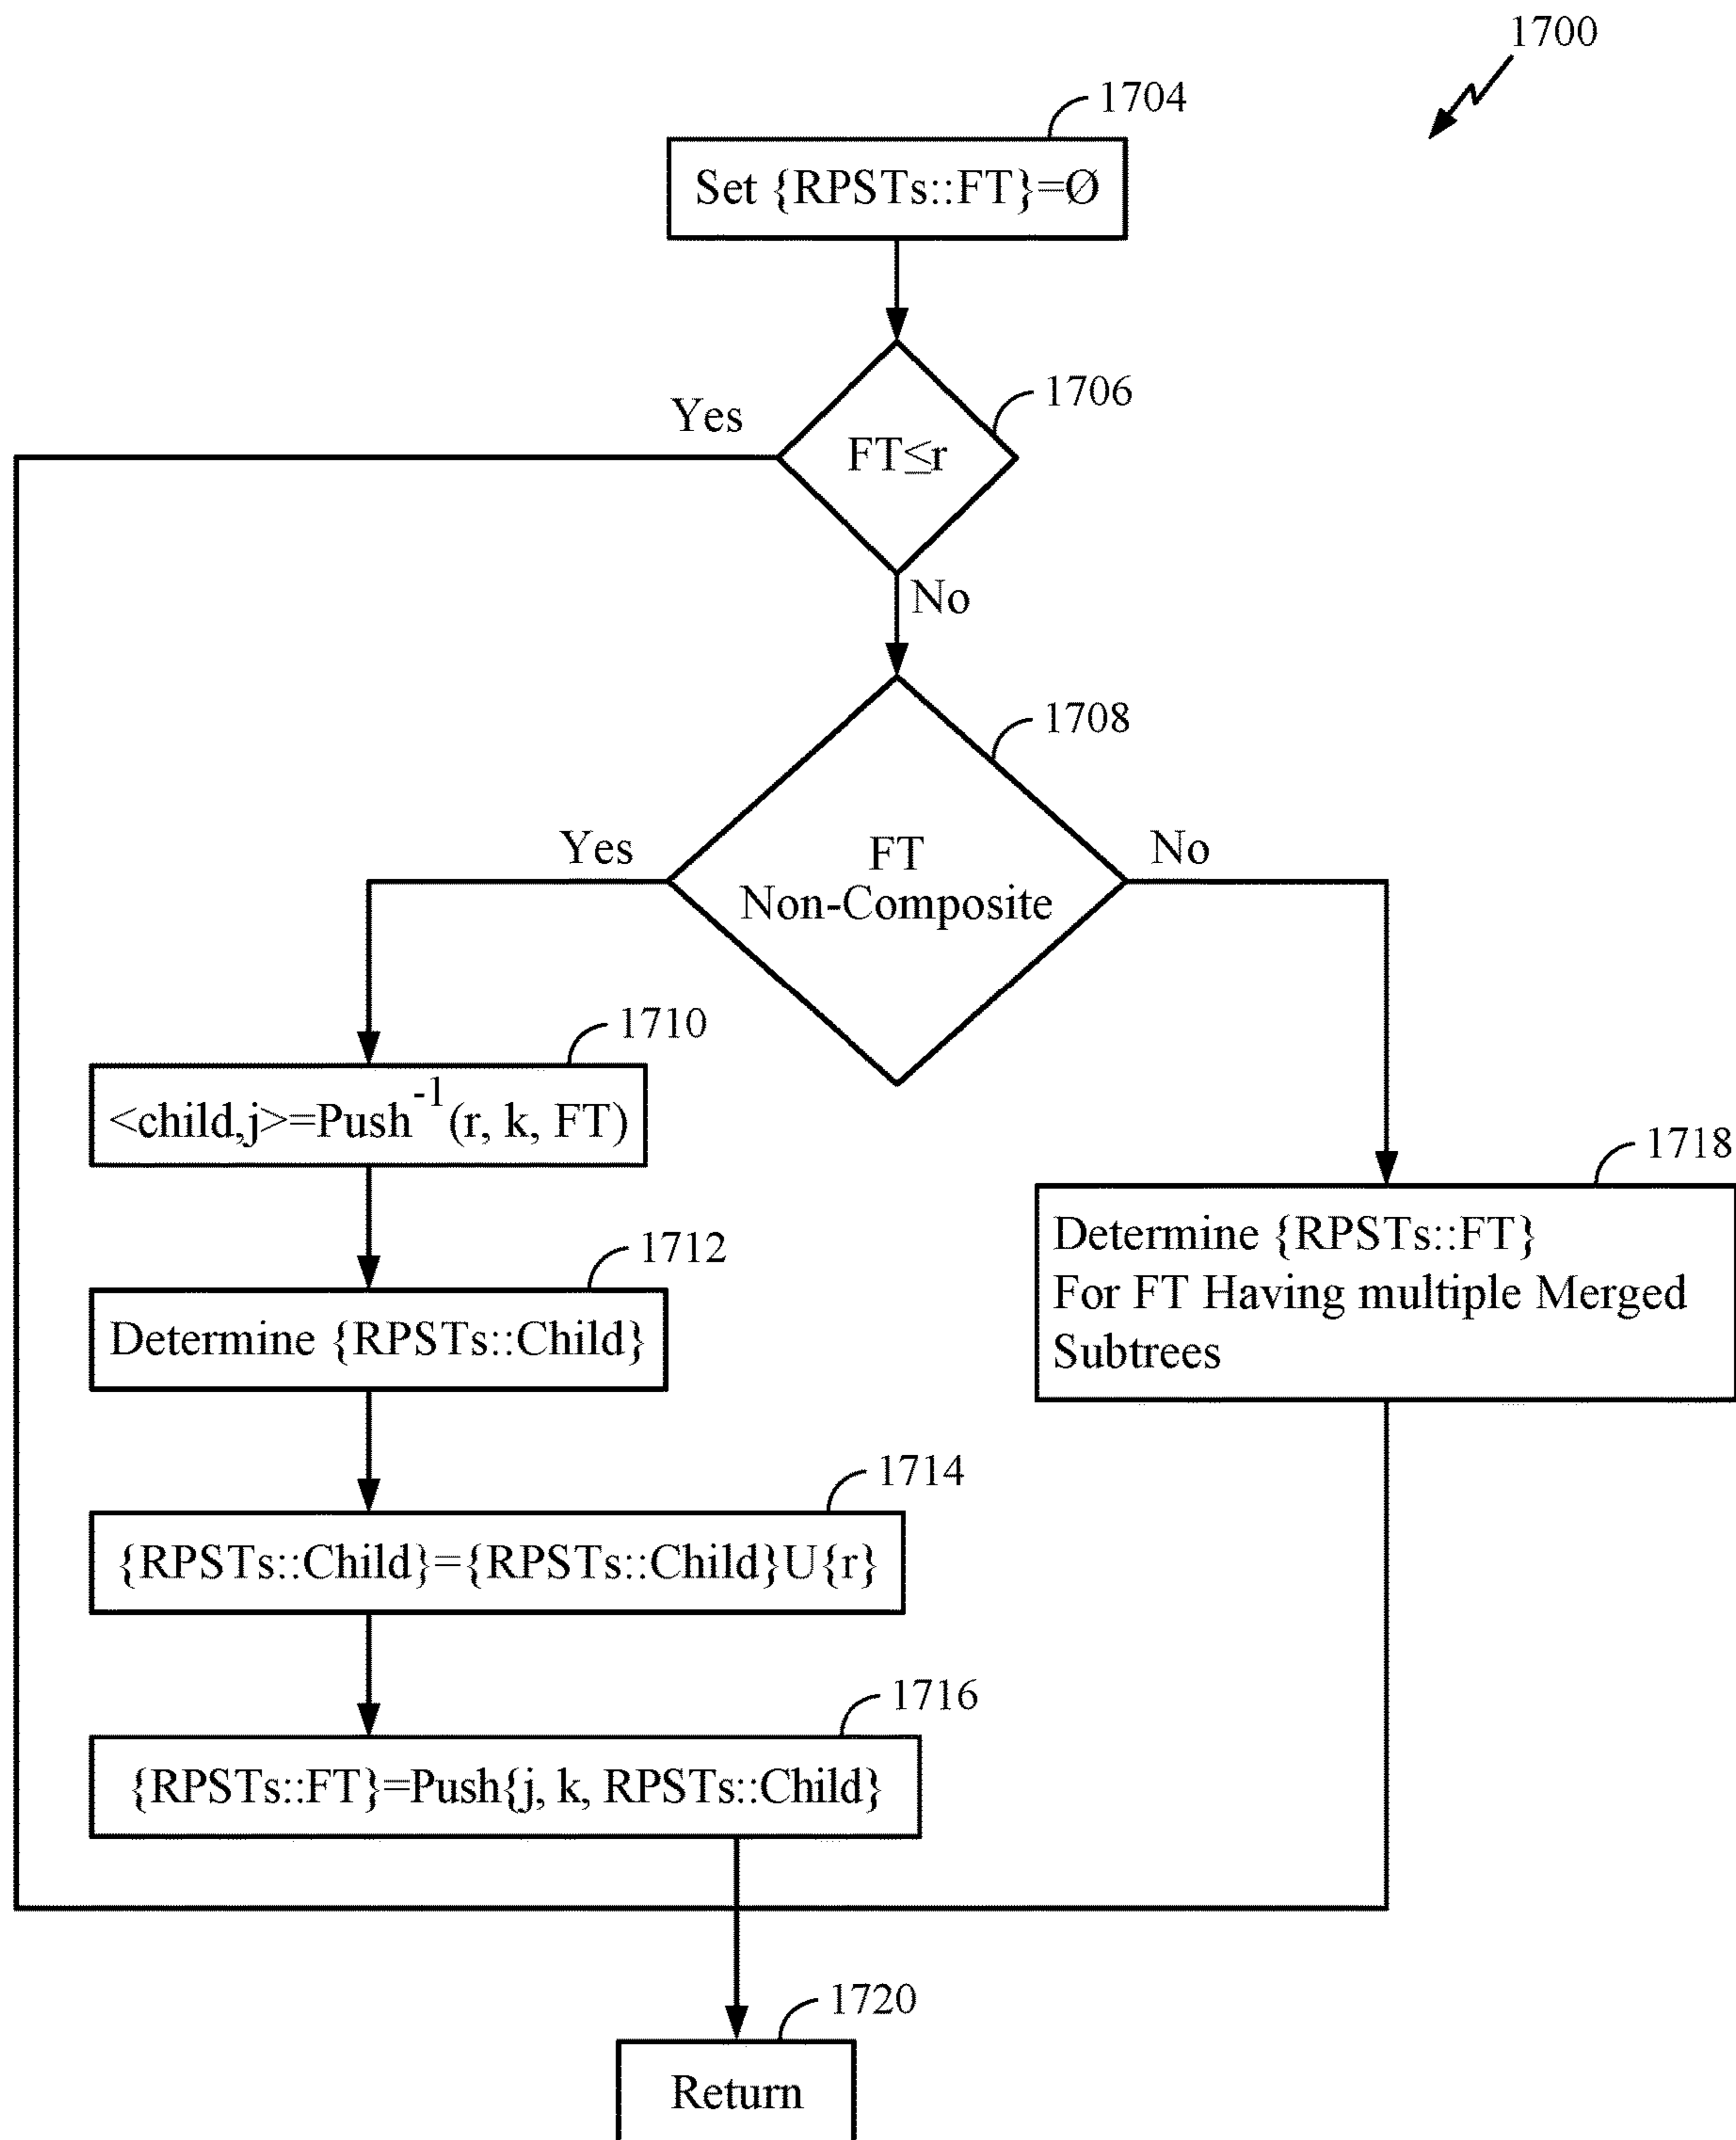 1700
1704
Set {RPSTs::FT}=Ø
1706
Yes
FT≤r
No
1708
Yes
No
FT
Non-Composite
1710
<child,j>=Push⁻¹(r, k, FT)
1718
Determine {RPSTs::FT}
For FT Having multiple Merged
Subtrees
1712
Determine {RPSTs::Child}
1714
{RPSTs::Child}={RPSTs::Child}U{r}
1716
{RPSTs::FT}=Push{j, k, RPSTs::Child}
1720
Return